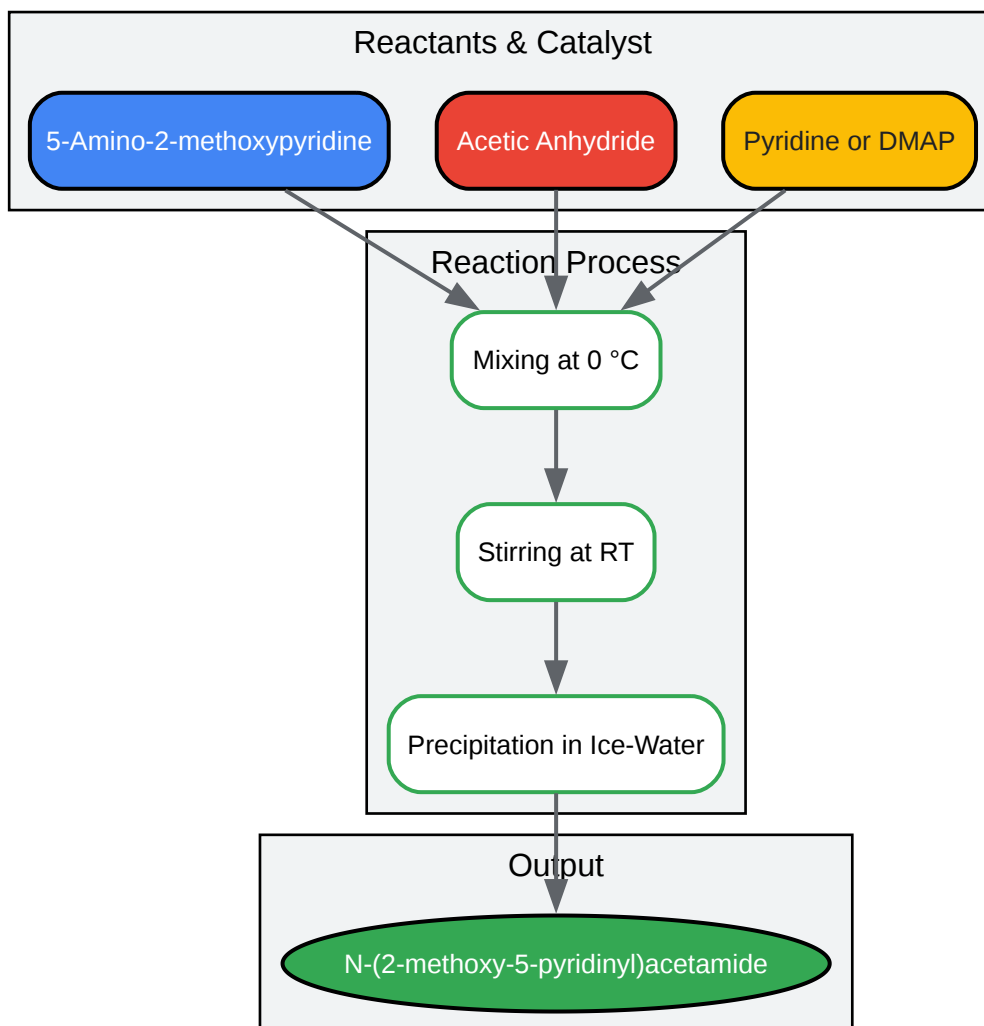 Reactants & Catalyst
5-Amino-2-methoxypyridine
Acetic Anhydride
Pyridine or DMAP
Reaction Process
Mixing at 0 °C
Stirring at RT
Precipitation in Ice-Water
Output
N-(2-methoxy-5-pyridinyl)acetamide